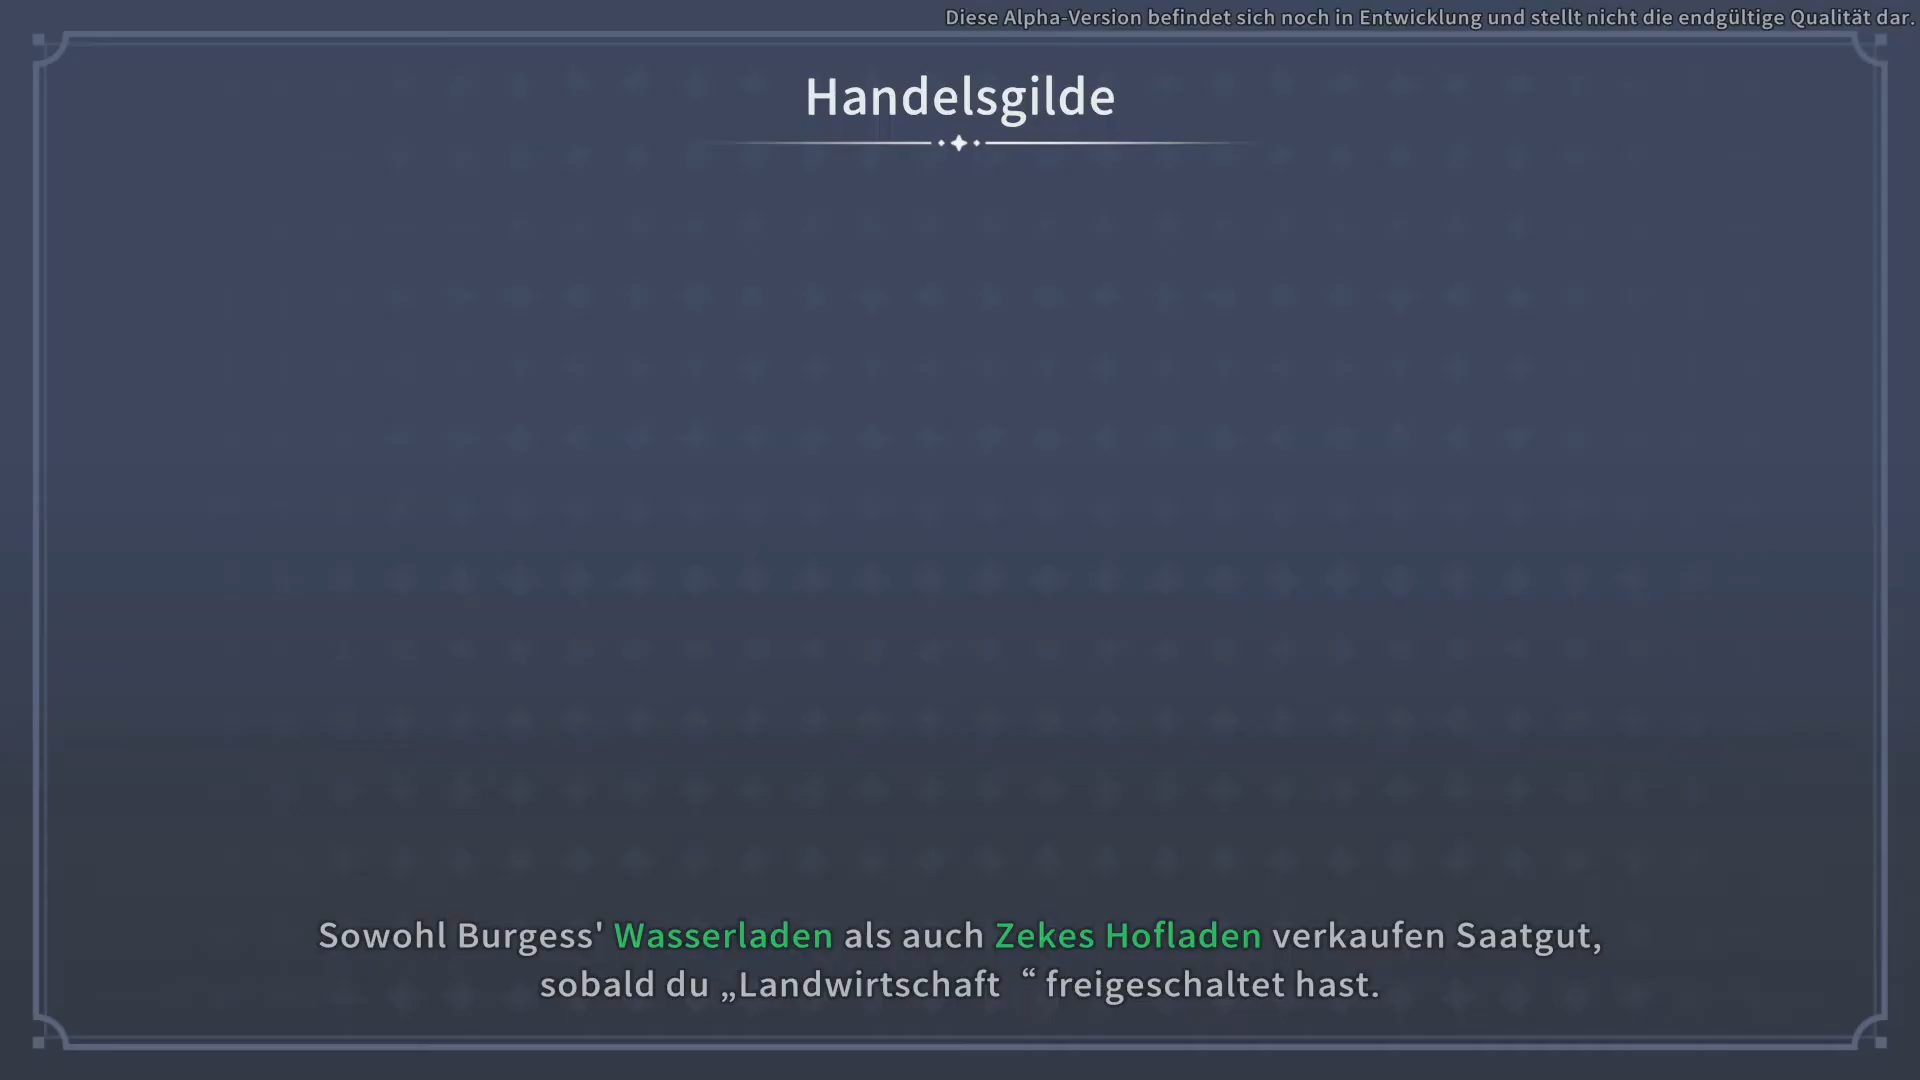 Diese Alpha-Version befindet sich noch in Entwicklung und stellt nicht die endgültige Qualität dar.
Handelsgilde
Sowohl Burgess' Wasserladen als auch Zekes Hofladen verkaufen Saatgut,
sobald du „Landwirtschaft “ freigeschaltet hast.